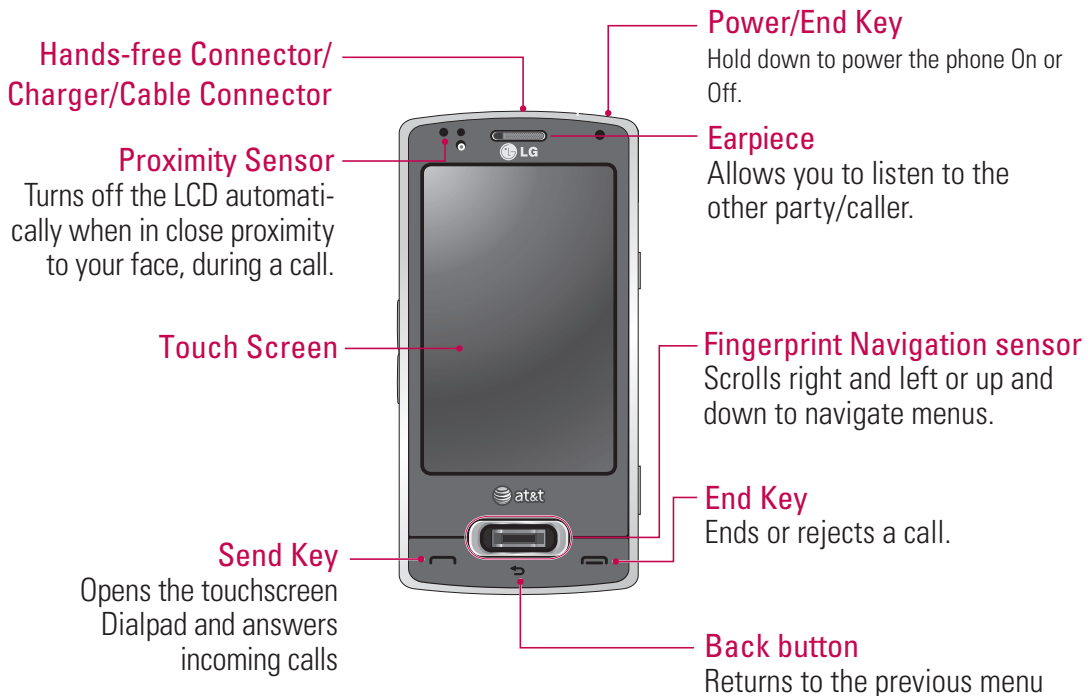 Hands-free Connector/
Charger/Cable Connector
Proximity Sensor
Turns off the LCD automati-
cally when in close proximity
to your face, during a call.
Touch Screen
Send Key
Opens the touchscreen
Dialpad and answers
incoming calls
LG
at&t
Power/End Key
Hold down to power the phone On or
Off.
Earpiece
Allows you to listen to the
other party/caller.
Fingerprint Navigation sensor
Scrolls right and left or up and
down to navigate menus.
End Key
Ends or rejects a call.
Back button
Returns to the previous menu